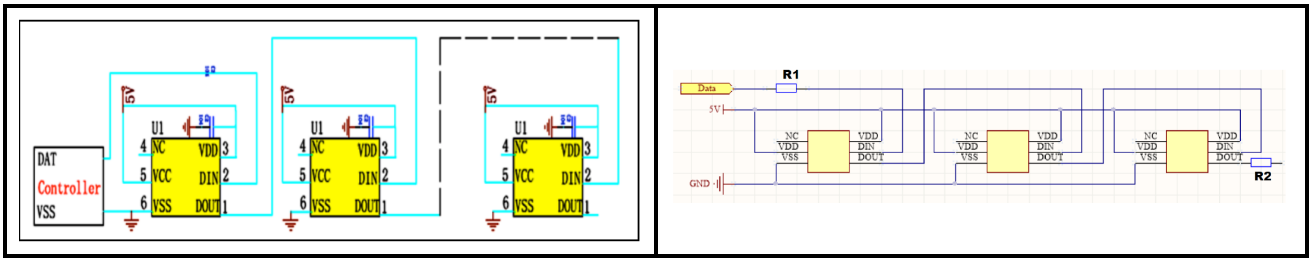 5V
5V
5V
U1
U1
U1
4 NC VDD 3
5 VCC DIN 2
6 VSS DOUT 1
4 NC VDD 3
5 VCC DIN 2
6 VSS DOUT 1
4 NC VDD 3
5 VCC DIN 2
6 VSS DOUT 1
DAT
Controller
VSS
R1
Data
5V
NC VDD
VDD DIN
VSS DOUT
NC VDD
VDD DIN
VSS DOUT
NC VDD
VDD DIN
VSS DOUT
R2
GND